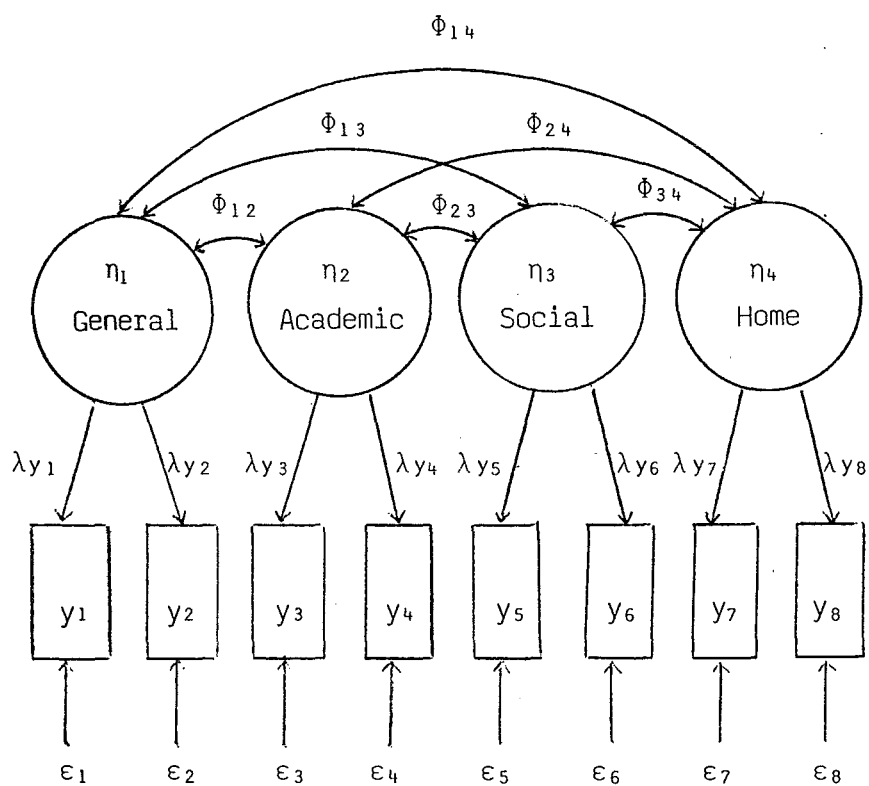 Φ₁₄
Φ₁₃ Φ₂₄
Φ₁₂ Φ₂₃ Φ₃₄
η₁ η₂ η₃ η₄
General Academic Social Home
λy₁ λy₂ λy₃ λy₄ λy₅ λy₆ λy₇ λy₈
y₁ y₂ y₃ y₄ y₅ y₆ y₇ y₈
ε₁ ε₂ ε₃ ε₄ ε₅ ε₆ ε₇ ε₈